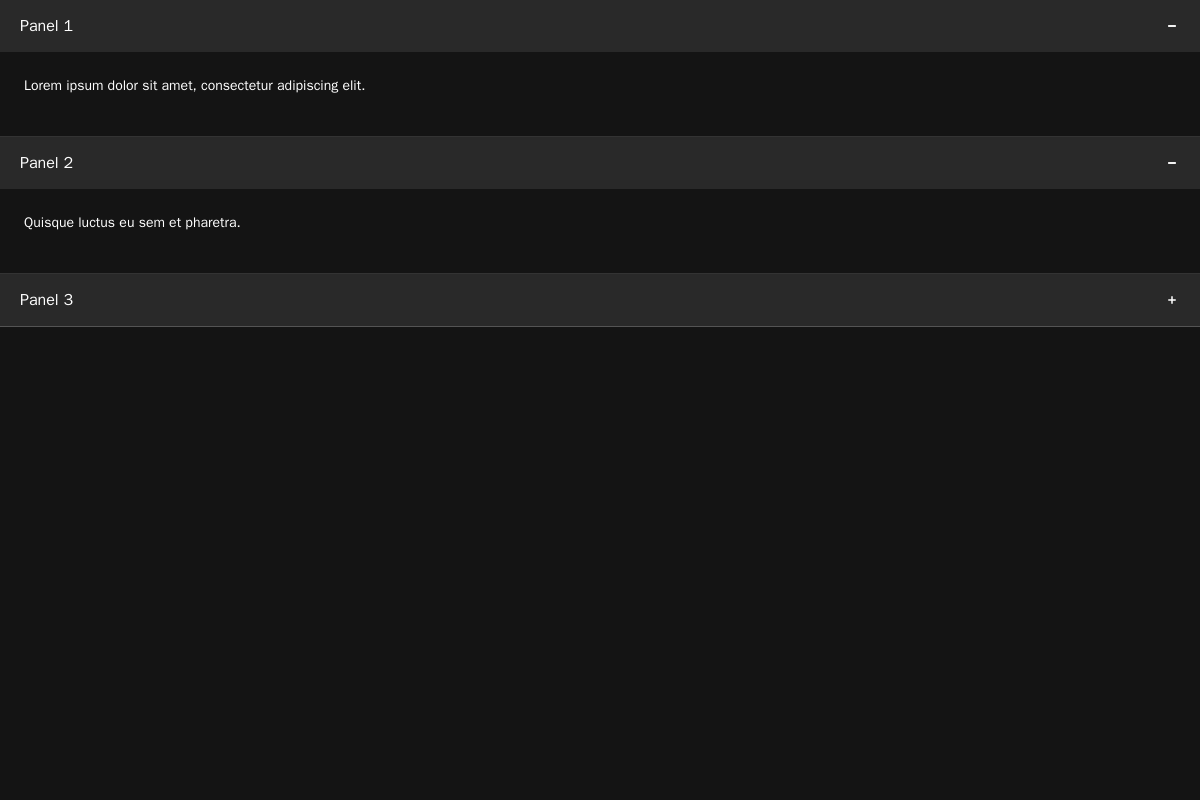 Panel 1
Lorem ipsum dolor sit amet, consectetur adipiscing elit.
Panel 2
Quisque luctus eu sem et pharetra.
Panel 3